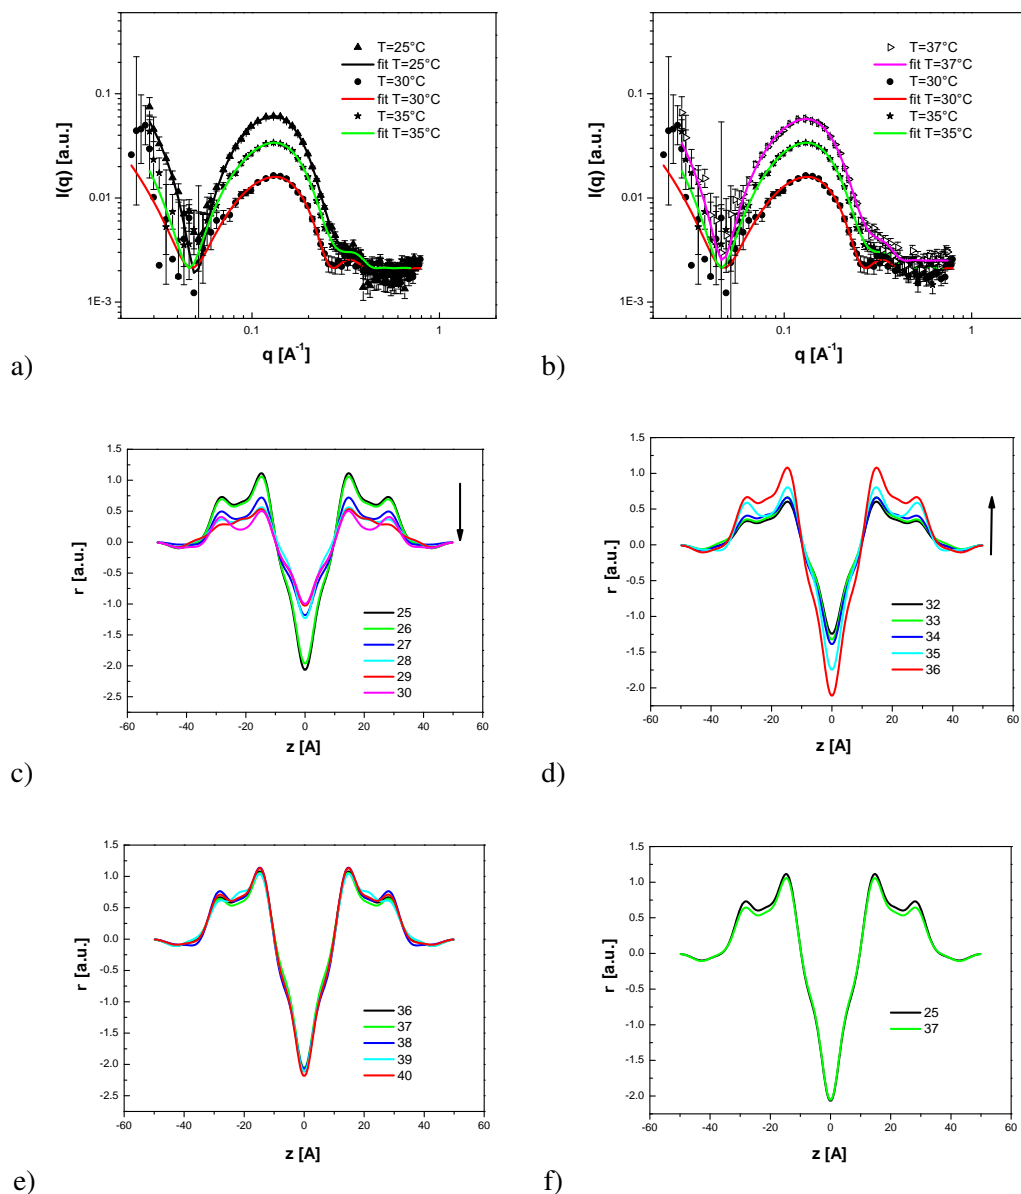 T=25°C
fit T=25°C
T=30°C
fit T=30°C
T=35°C
fit T=35°C
0.1
0.01
1E-3
I(q) [a.u.]
0.1
1
q [A⁻¹]
a)
T=37°C
fit T=37°C
T=30°C
fit T=30°C
T=35°C
fit T=35°C
0.1
0.01
1E-3
I(q) [a.u.]
0.1
1
q [A⁻¹]
b)
1.5
1.0
0.5
0.0
-0.5
-1.0
-1.5
-2.0
-2.5
r [a.u.]
25
26
27
28
29
30
-60
-40
-20
0
20
40
60
z [A]
c)
1.5
1.0
0.5
0.0
-0.5
-1.0
-1.5
-2.0
r [a.u.]
32
33
34
35
36
-60
-40
-20
0
20
40
60
z [A]
d)
1.5
1.0
0.5
0.0
-0.5
-1.0
-1.5
-2.0
-2.5
r [a.u.]
36
37
38
39
40
-60
-40
-20
0
20
40
60
z [A]
e)
1.5
1.0
0.5
0.0
-0.5
-1.0
-1.5
-2.0
r [a.u.]
25
37
-60
-40
-20
0
20
40
60
z [A]
f)